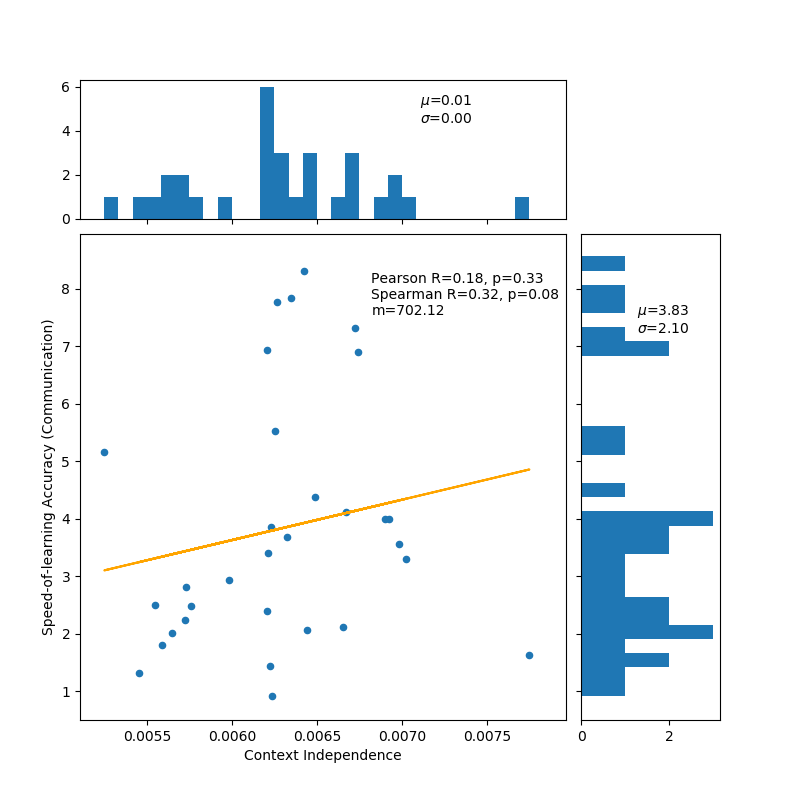 6
4
2
0
μ=0.01
σ=0.00
8
7
6
5
4
3
2
1
Speed-of-learning Accuracy (Communication)
Pearson R=0.18, p=0.33
Spearman R=0.32, p=0.08
m=702.12
μ=3.83
σ=2.10
0.0055 0.0060 0.0065 0.0070 0.0075
Context Independence
0 2